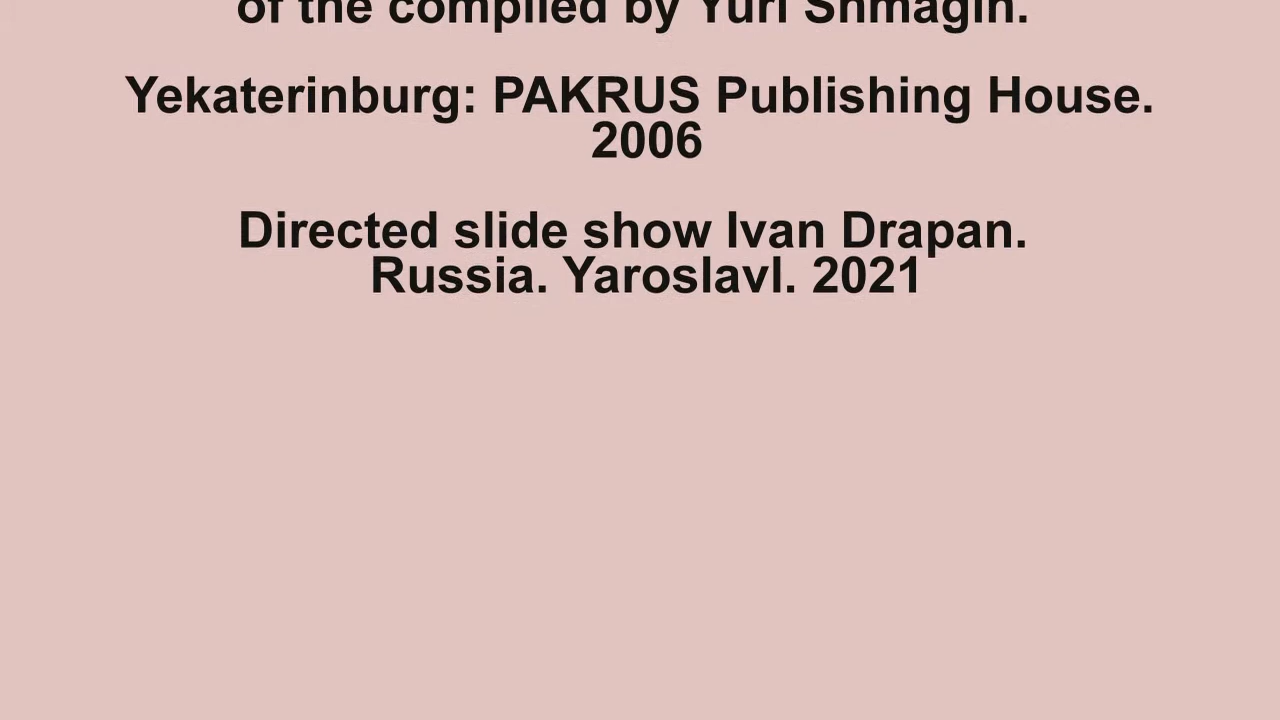 of the compiled by Yuri Shmagin.
Yekaterinburg: PAKRUS Publishing House.
2006
Directed slide show Ivan Drapan.
Russia. Yaroslavl. 2021